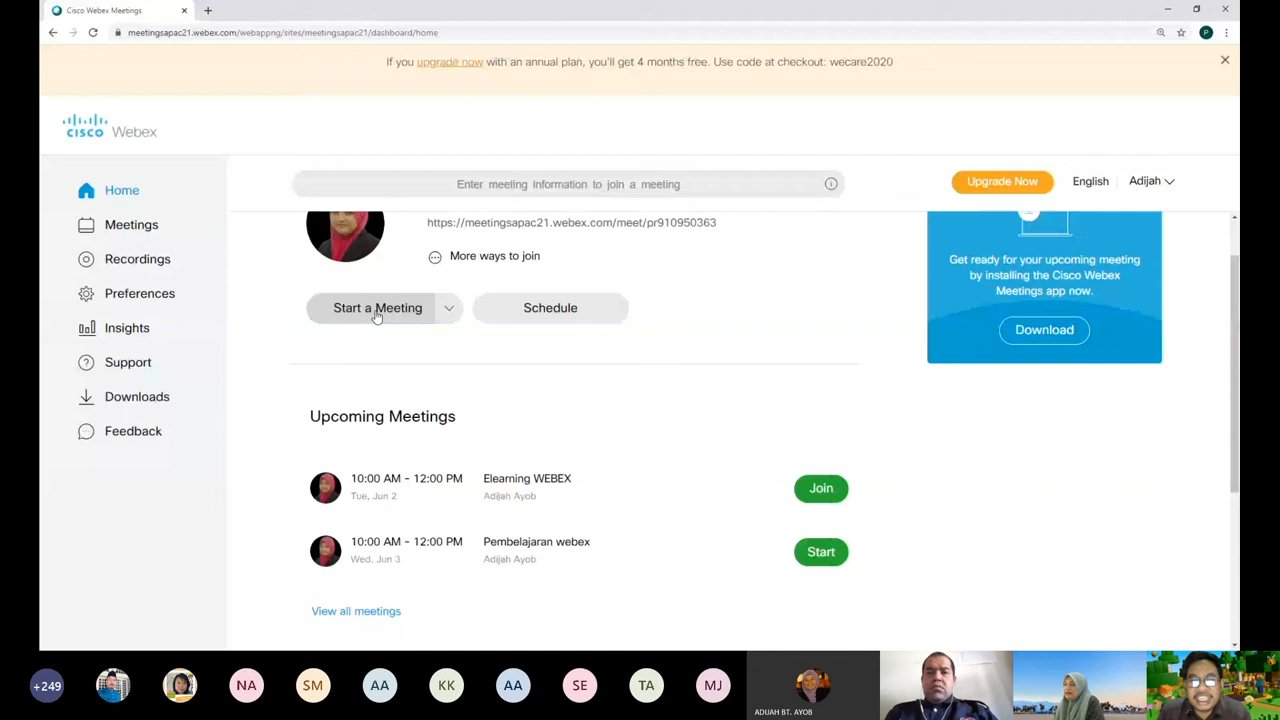 Cisco Webex Meetings
meetingsapac21.webex.com/webappng/sites/meetingsapac21/dashboard/home
P
If you upgrade now with an annual plan, you'll get 4 months free. Use code at checkout: wecare2020
cisco Webex
Home
Meetings
Recordings
Preferences
Insights
Support
Downloads
Feedback
Enter meeting information to join a meeting
Upgrade Now
English
Adijah
https://meetingsapac21.webex.com/meet/pr910950363
More ways to join
Start a Meeting
Schedule
Get ready for your upcoming meeting
by installing the Cisco Webex
Meetings app now.
Download
Upcoming Meetings
10:00 AM - 12:00 PM Elearning WEBEX
Tue, Jun 2 Adijah Ayob
Join
10:00 AM - 12:00 PM Pembelajaran webex
Wed, Jun 3 Adijah Ayob
Start
View all meetings
+249 NA SM AA KK AA SE TA MJ
ADIJAH BT. AYOB